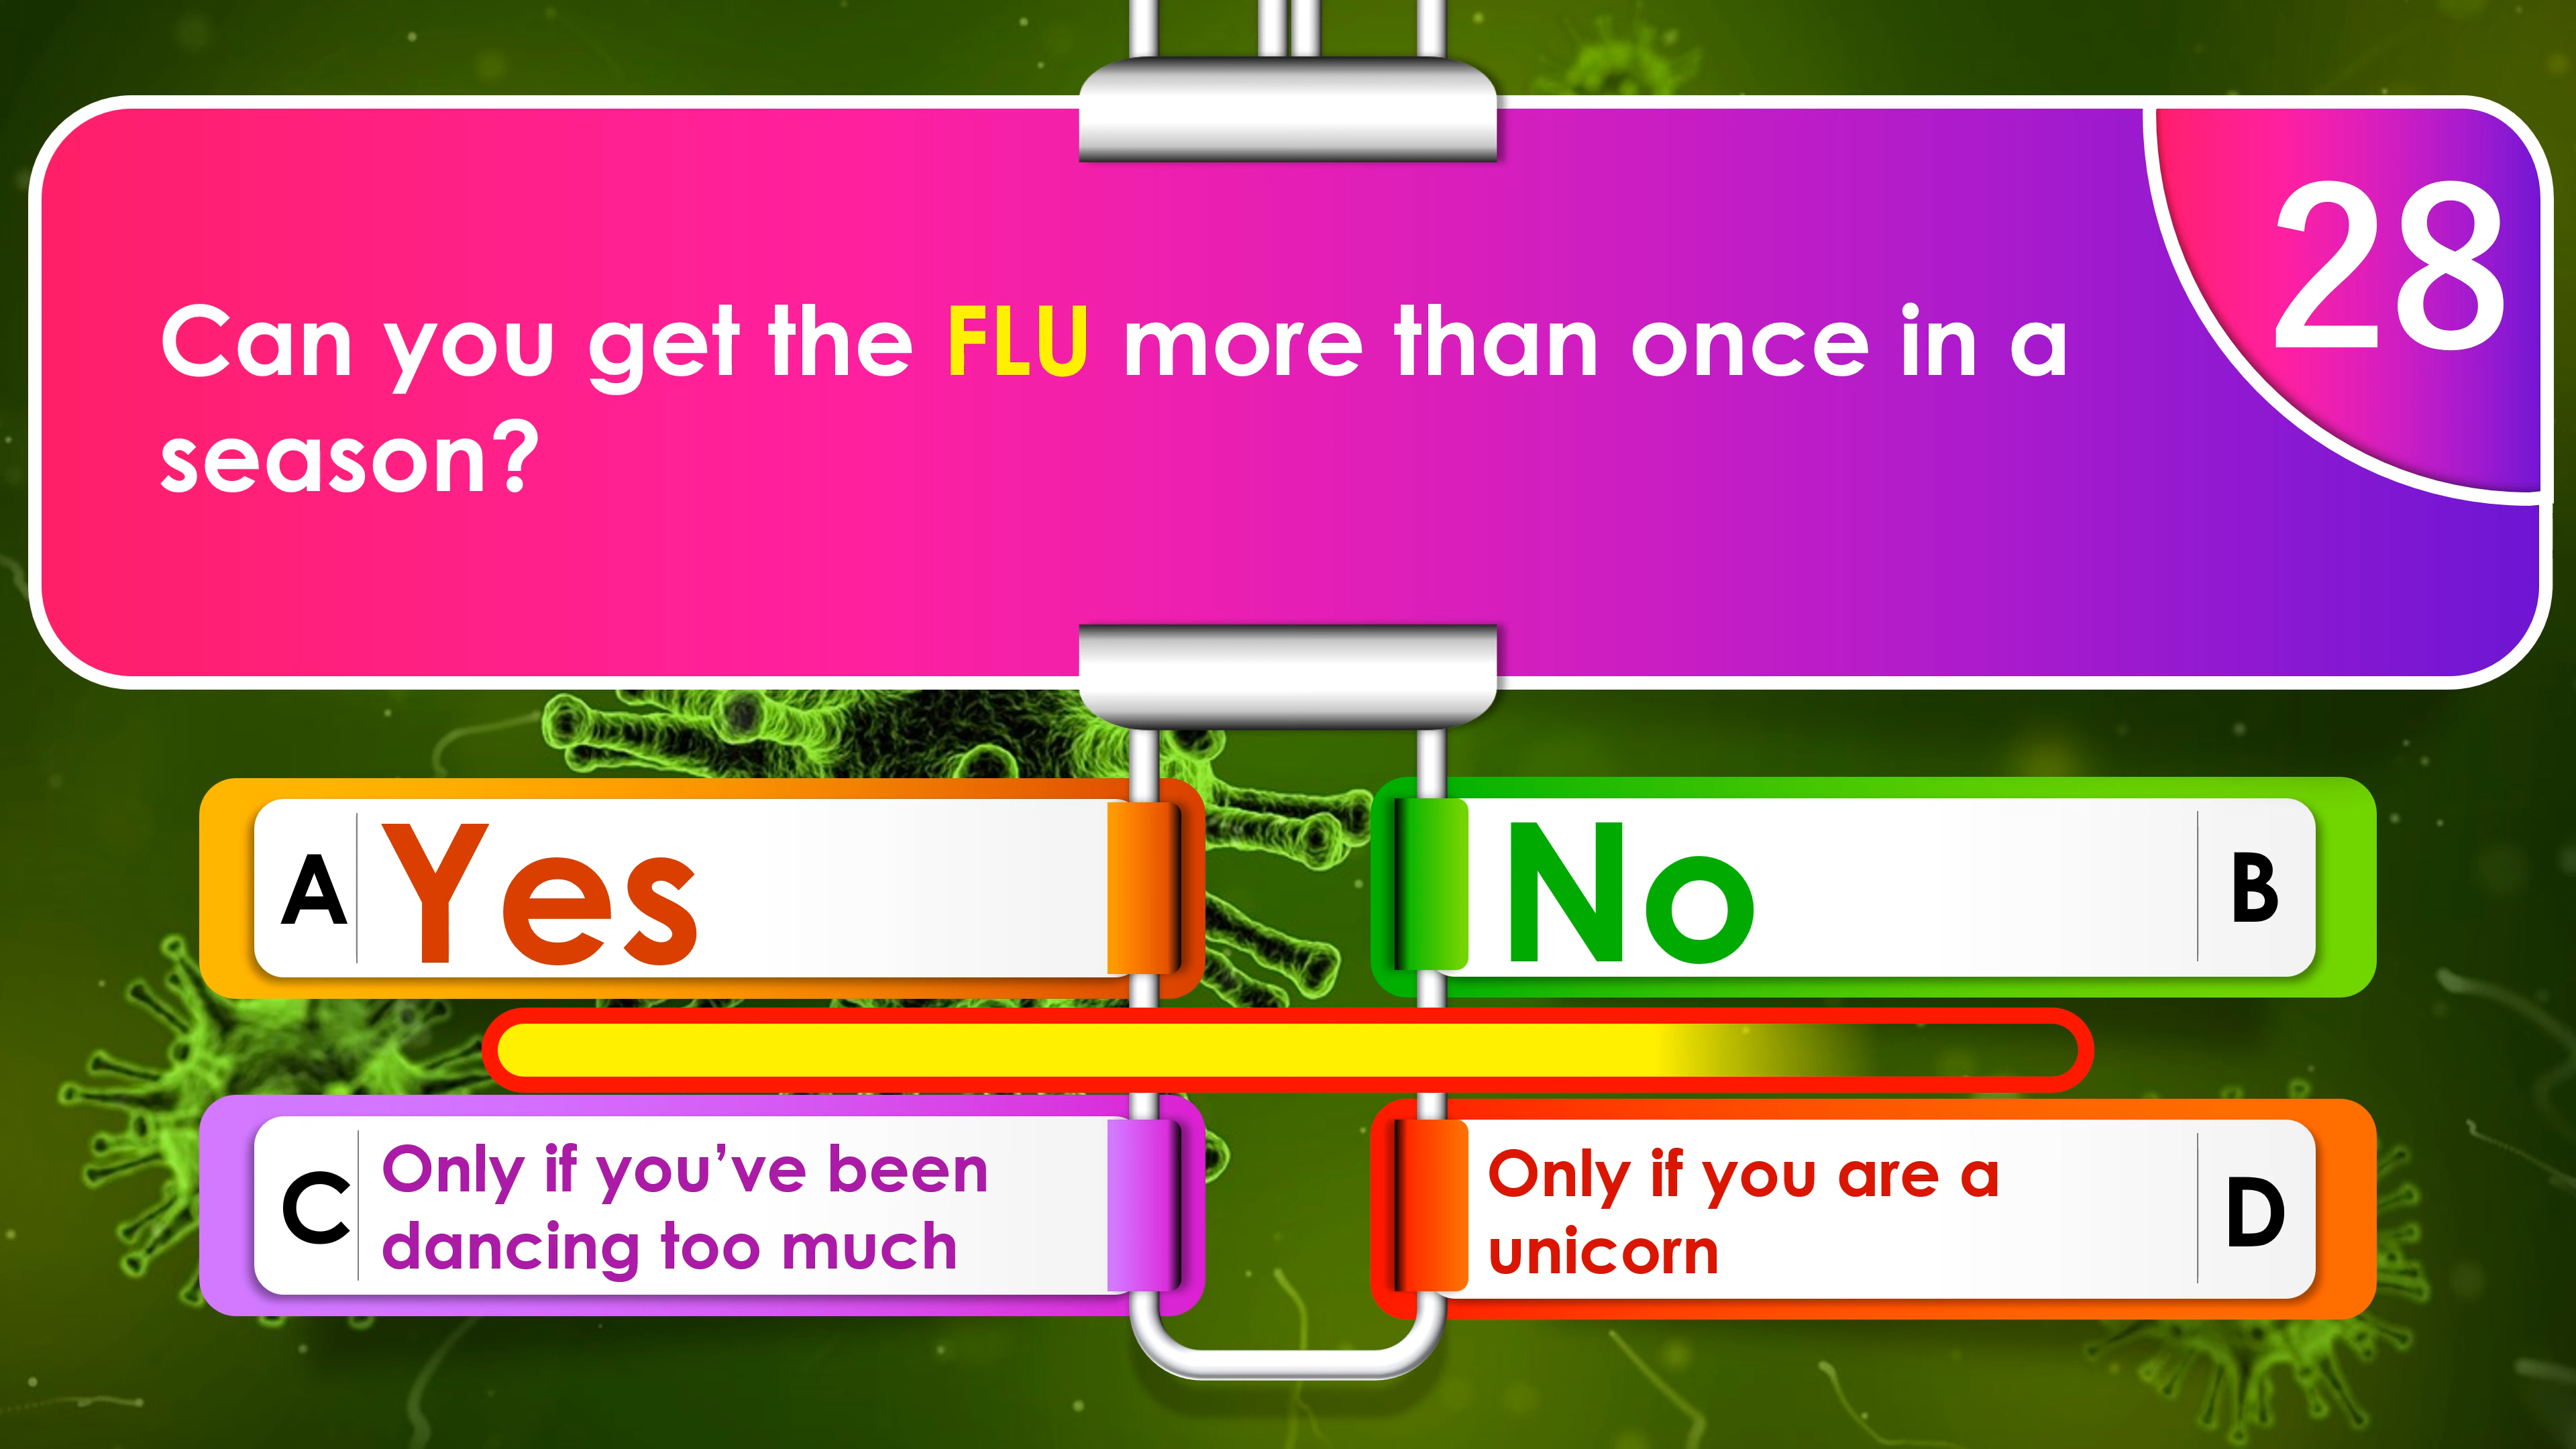 28
Can you get the FLU more than once in a
season?
A Yes
No B
C Only if you’ve been
dancing too much
Only if you are a
unicorn D